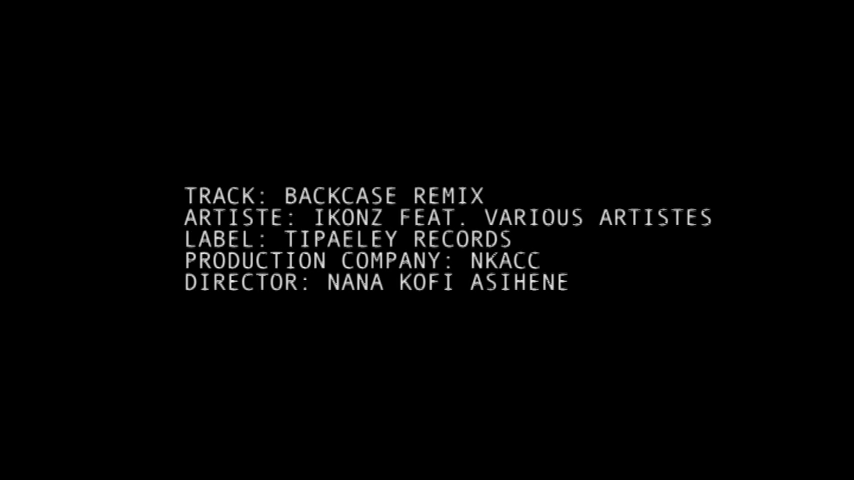 TRACK: BACKCASE REMIX
ARTISTE: IKONZ FEAT. VARIOUS ARTISTES
LABEL: TIPAELEY RECORDS
PRODUCTION COMPANY: NKACC
DIRECTOR: NANA KOFI ASIHENE